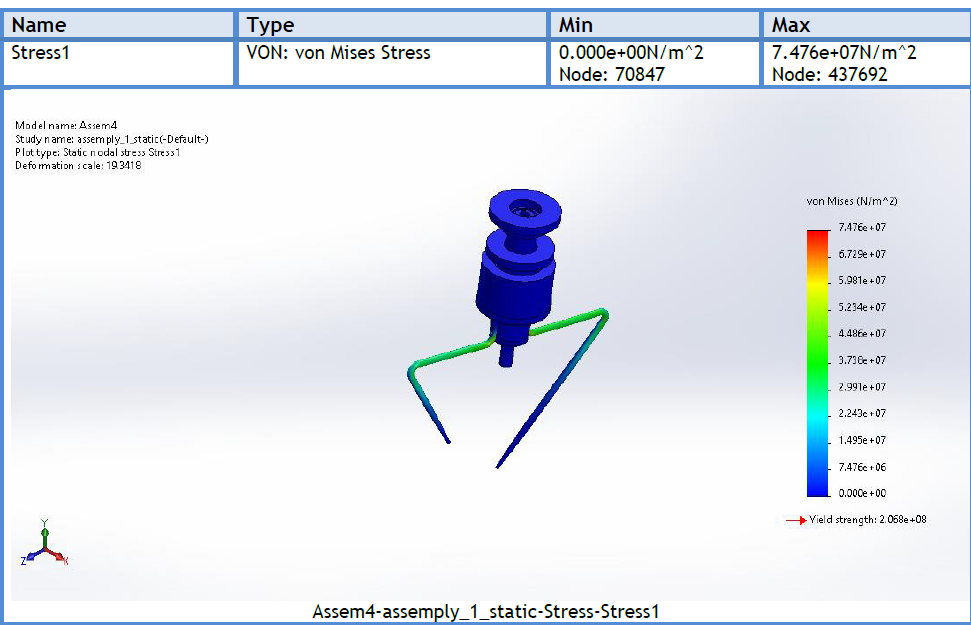 Name Type Min Max
Stress1 VON: von Mises Stress 0.000e+00N/m^2 7.476e+07N/m^2
Node: 70847 Node: 437692
Model name: Assem4
Study name: assemply_1_static(-Default-)
Plot type: Static nodal stress Stress1
Deformation scale: 19.3418
von Mises (N/m^2)
7.476e+07
6.729e+07
5.981e+07
5.234e+07
4.486e+07
3.738e+07
2.991e+07
2.243e+07
1.495e+07
7.476e+06
0.000e+00
Yield strength: 2.068e+08
Y
Z X
Assem4-assemply_1_static-Stress-Stress1